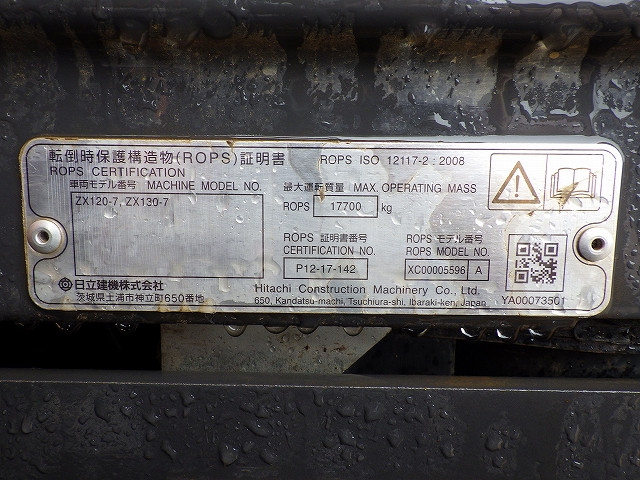 転倒時保護構造物(ROPS)証明書
ROPS CERTIFICATION
ROPS ISO 12117-2 : 2008
車両モデル番号 MACHINE MODEL NO.
ZX120-7, ZX130-7
最大運転質量 MAX. OPERATING MASS
ROPS 17700 kg
ROPS 証明書番号
CERTIFICATION NO.
P12-17-142
ROPS モデル番号
ROPS MODEL NO.
XC00005596 A
日立建機株式会社
茨城県土浦市神立町650番地
Hitachi Construction Machinery Co., Ltd.
650, Kandatsu-machi, Tsuchiura-shi, Ibaraki-ken, Japan
YA00073501